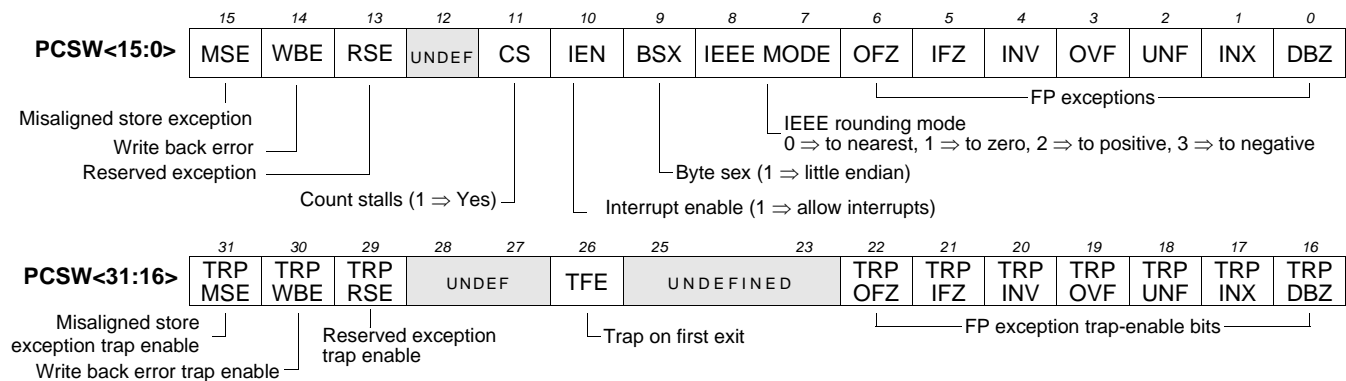 15 14 13 12 11 10 9 8 7 6 5 4 3 2 1 0
PCSW<15:0> MSE WBE RSE UNDEF CS IEN BSX IEEE MODE OFZ IFZ INV OVF UNF INX DBZ
FP exceptions
Misaligned store exception
IEEE rounding mode
0 ⇒ to nearest, 1 ⇒ to zero, 2 ⇒ to positive, 3 ⇒ to negative
Write back error
Reserved exception
Byte sex (1 ⇒ little endian)
Count stalls (1 ⇒ Yes)
Interrupt enable (1 ⇒ allow interrupts)
31 30 29 28 27 26 25 23 22 21 20 19 18 17 16
PCSW<31:16> TRP MSE TRP WBE TRP RSE UNDEF TFE UNDEFINED TRP OFZ TRP IFZ TRP INV TRP OVF TRP UNF TRP INX TRP DBZ
Misaligned store
exception trap enable
Reserved exception
trap enable
Trap on first exit
FP exception trap-enable bits
Write back error trap enable